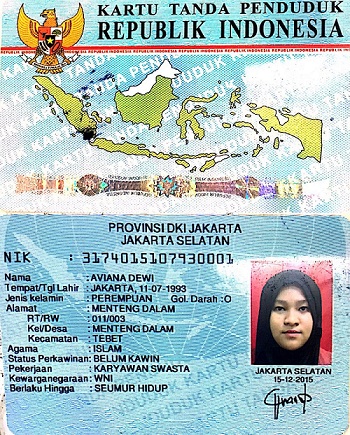 KARTU TANDA PENDUDUK
REPUBLIK INDONESIA
PROVINSI DKI JAKARTA
JAKARTA SELATAN
NIK : 3174015107930001
Nama : AVIANA DEWI
Tempat/Tgl Lahir : JAKARTA, 11-07-1993
Jenis kelamin : PEREMPUAN Gol. Darah :O
Alamat : MENTENG DALAM
RT/RW : 011/003
Kel/Desa : MENTENG DALAM
Kecamatan : TEBET
Agama : ISLAM
Status Perkawinan: BELUM KAWIN
Pekerjaan : KARYAWAN SWASTA
Kewarganegaraan: WNI
Berlaku Hingga : SEUMUR HIDUP
JAKARTA SELATAN
15-12-2015